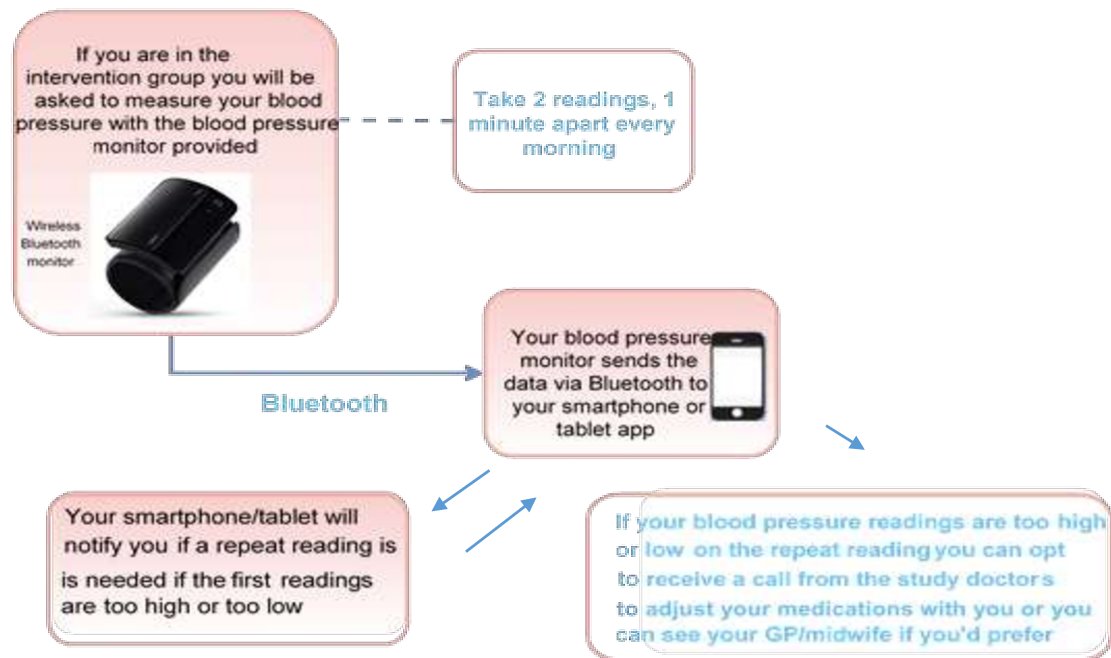 If you are in the
intervention group you will be
asked to measure your blood
pressure with the blood pressure
monitor provided
Wireless
Bluetooth
monitor
Take 2 readings, 1
minute apart every
morning
Bluetooth
Your blood pressure
monitor sends the
data via Bluetooth to
your smartphone or
tablet app
Your smartphone/tablet will
notify you if a repeat reading is
is needed if the first readings
are too high or too low
If your blood pressure readings are too high
or low on the repeat reading you can opt
to receive a call from the study doctors
to adjust your medications with you or you
can see your GP/midwife if you'd prefer